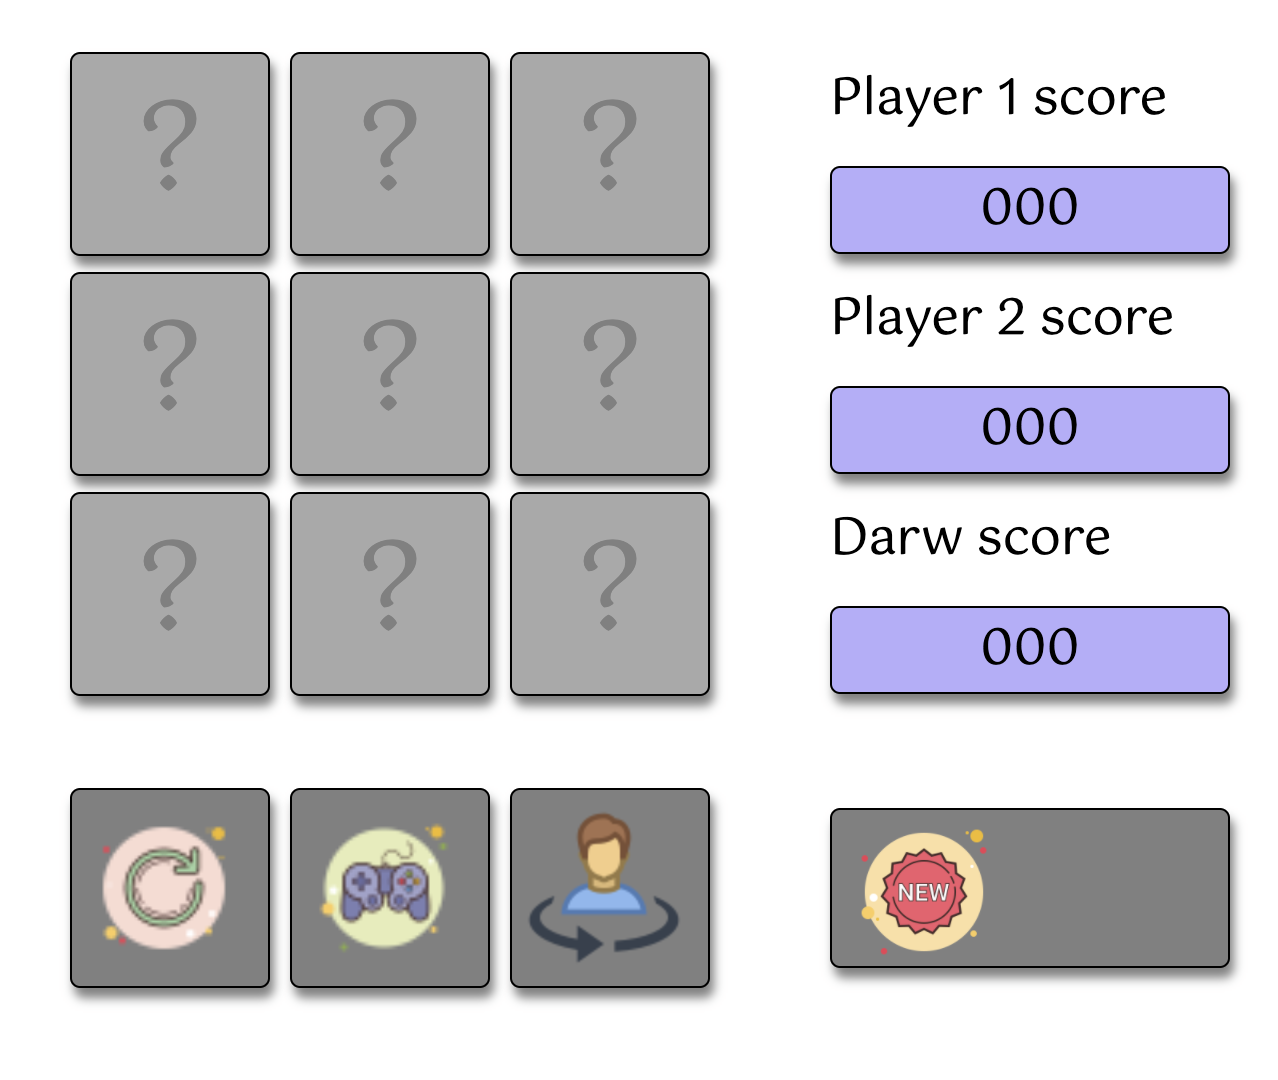 ? ? ?
Player 1 score
000
? ? ?
Player 2 score
000
? ? ?
Darw score
000
NEW